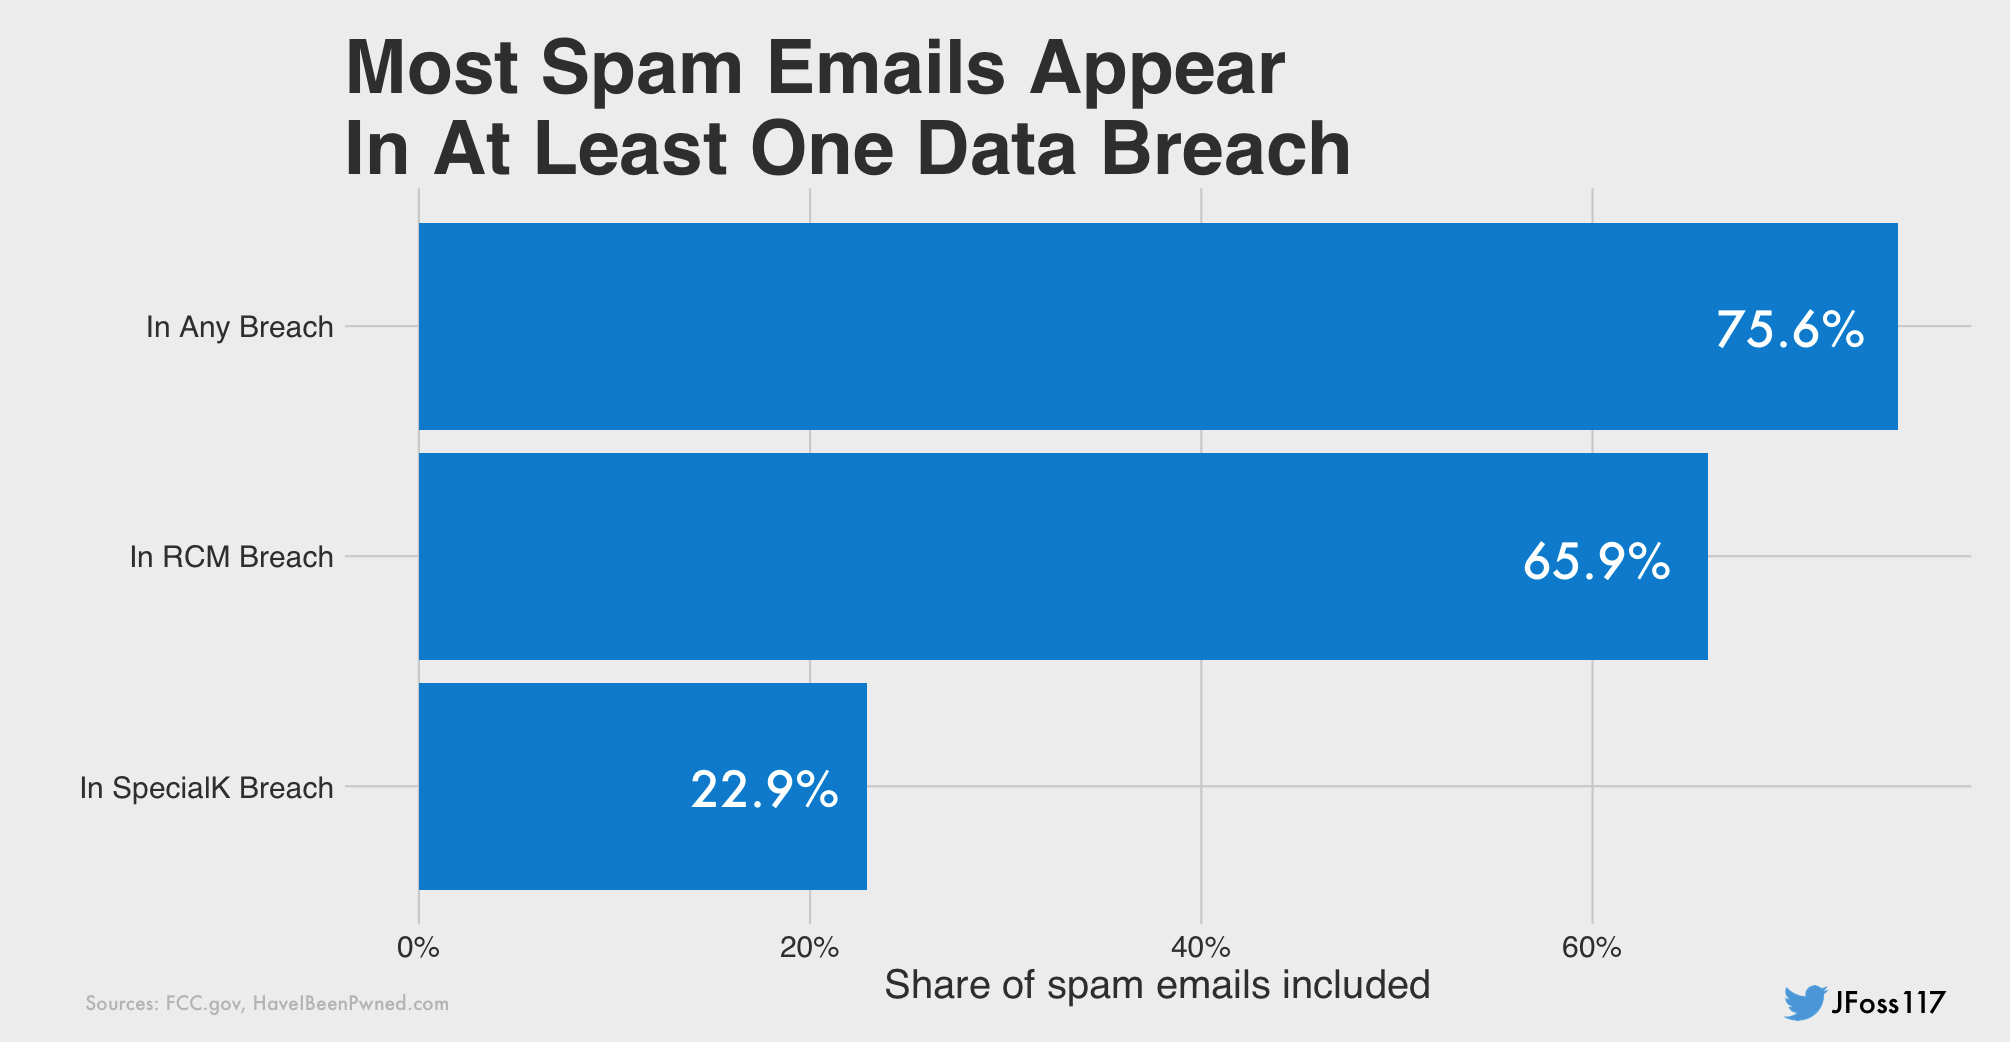 Most Spam Emails Appear
In At Least One Data Breach
In Any Breach
75.6%
In RCM Breach
65.9%
In SpecialK Breach
22.9%
0%
20%
40%
60%
Share of spam emails included
Sources: FCC.gov, HaveIBeenPwned.com
JFoss117